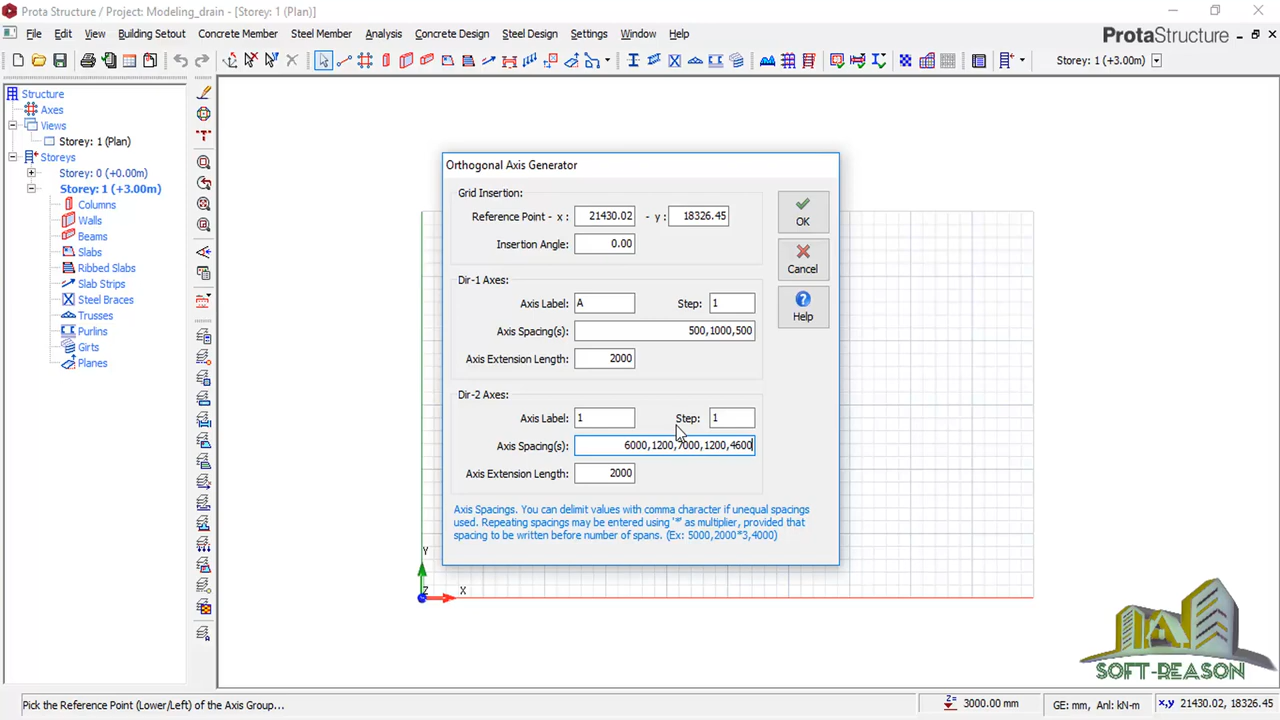 Prota Structure / Project: Modeling_drain - [Storey: 1 (Plan)]
File Edit View Building Setout Concrete Member Steel Member Analysis Concrete Design Steel Design Settings Window Help
ProtaStructure
Storey: 1 (+3.00m)
Structure
Axes
Views
Storey: 1 (Plan)
Storeys
Storey: 0 (+0.00m)
Storey: 1 (+3.00m)
Columns
Walls
Beams
Slabs
Ribbed Slabs
Slab Strips
Steel Braces
Trusses
Purlins
Girts
Planes
Orthogonal Axis Generator
Grid Insertion:
Reference Point - x : 21430.02 - y : 18326.45
Insertion Angle: 0.00
OK
Cancel
Help
Dir-1 Axes:
Axis Label: A Step: 1
Axis Spacing(s): 500,1000,500
Axis Extension Length: 2000
Dir-2 Axes:
Axis Label: 1 Step: 1
Axis Spacing(s): 6000,1200,7000,1200,4600
Axis Extension Length: 2000
Axis Spacings. You can delimit values with comma character if unequal spacings
used. Repeating spacings may be entered using '*' as multiplier, provided that
spacing to be written before number of spans. (Ex: 5000,2000*3,4000)
Y
Z X
SOFT-REASON
Pick the Reference Point (Lower/Left) of the Axis Group... Z= 3000.00 mm GE: mm, Anl: kN-m x,y 21430.02, 18326.45